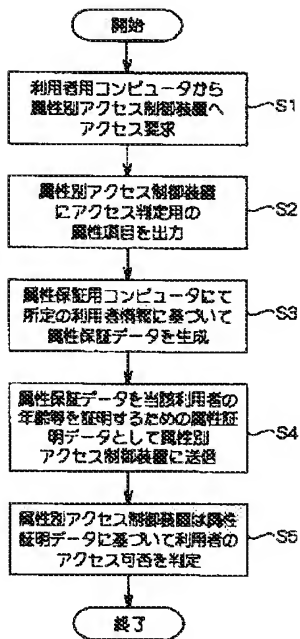 開始
利用者用コンピュータから
属性別アクセス制御装置へ
アクセス要求
S1
属性別アクセス制御装置
にアクセス判定用の
属性項目を出力
S2
属性保証用コンピュータにて
所定の利用者情報に基づいて
属性保証データを生成
S3
属性保証データを当該利用者の
年齢等を証明するための属性証
明データとして属性別
アクセス制御装置に送信
S4
属性別アクセス制御装置は属性
証明データに基づいて利用者の
アクセス可否を判定
S5
終了